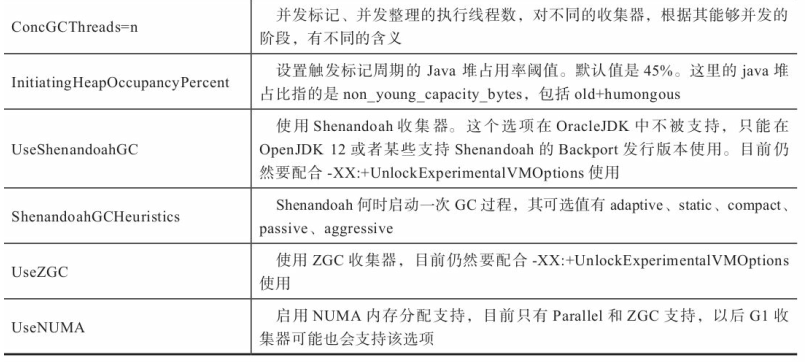 ConcGCThreads=n
并发标记、并发整理的执行线程数，对不同的收集器，根据其能够并发的
阶段，有不同的含义
InitiatingHeapOccupancyPercent
设置触发标记周期的 Java 堆占用率阈值。默认值是 45%。这里的 java 堆
占比指的是 non_young_capacity_bytes，包括 old+humongous
UseShenandoahGC
使用 Shenandoah 收集器。这个选项在 OracleJDK 中不被支持，只能在
OpenJDK 12 或者某些支持 Shenandoah 的 Backport 发行版本使用。目前仍
然要配合 -XX:+UnlockExperimentalVMOptions 使用
ShenandoahGCHeuristics
Shenandoah 何时启动一次 GC 过程，其可选值有 adaptive、static、compact、
passive、aggressive
UseZGC
使用 ZGC 收集器，目前仍然要配合 -XX:+UnlockExperimentalVMOptions
使用
UseNUMA
启用 NUMA 内存分配支持，目前只有 Parallel 和 ZGC 支持，以后 G1 收
集器可能也会支持该选项